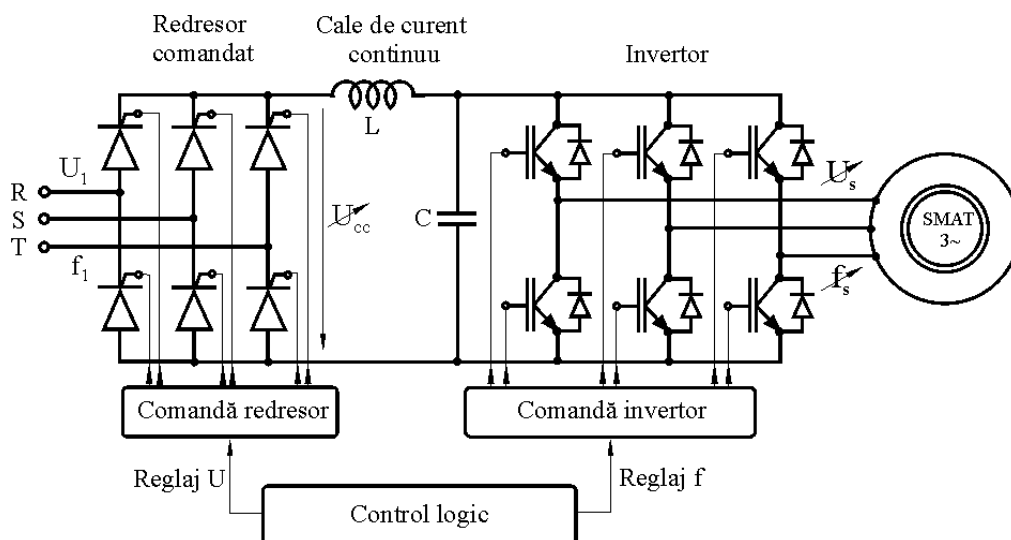 Redresor
comandat
Cale de curent
continuu
Invertor
L
U1
R
S
T
f1
Ucc
C
Us
fs
SMAT
3~
Comandă redresor
Comandă invertor
Reglaj U
Reglaj f
Control logic